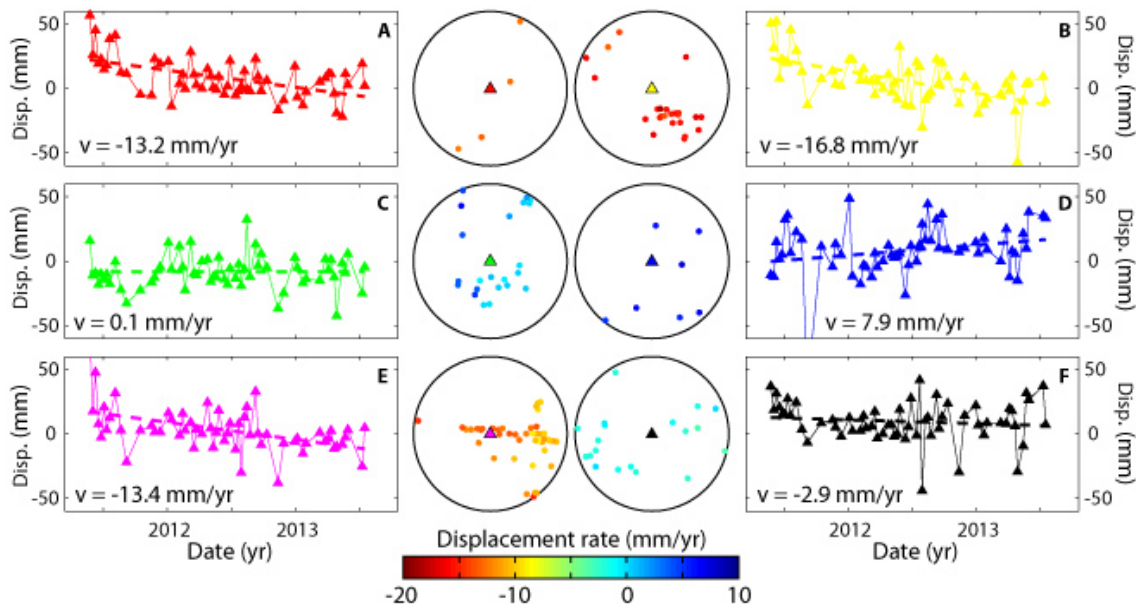 50
0
-50
Disp. (mm)
A
v = -13.2 mm/yr
B
v = -16.8 mm/yr
50
0
-50
Disp. (mm)
50
0
-50
Disp. (mm)
C
v = 0.1 mm/yr
D
v = 7.9 mm/yr
50
0
-50
Disp. (mm)
50
0
-50
Disp. (mm)
E
v = -13.4 mm/yr
F
v = -2.9 mm/yr
50
0
-50
Disp. (mm)
2012 2013
Date (yr)
2012 2013
Date (yr)
Displacement rate (mm/yr)
-20 -10 0 10